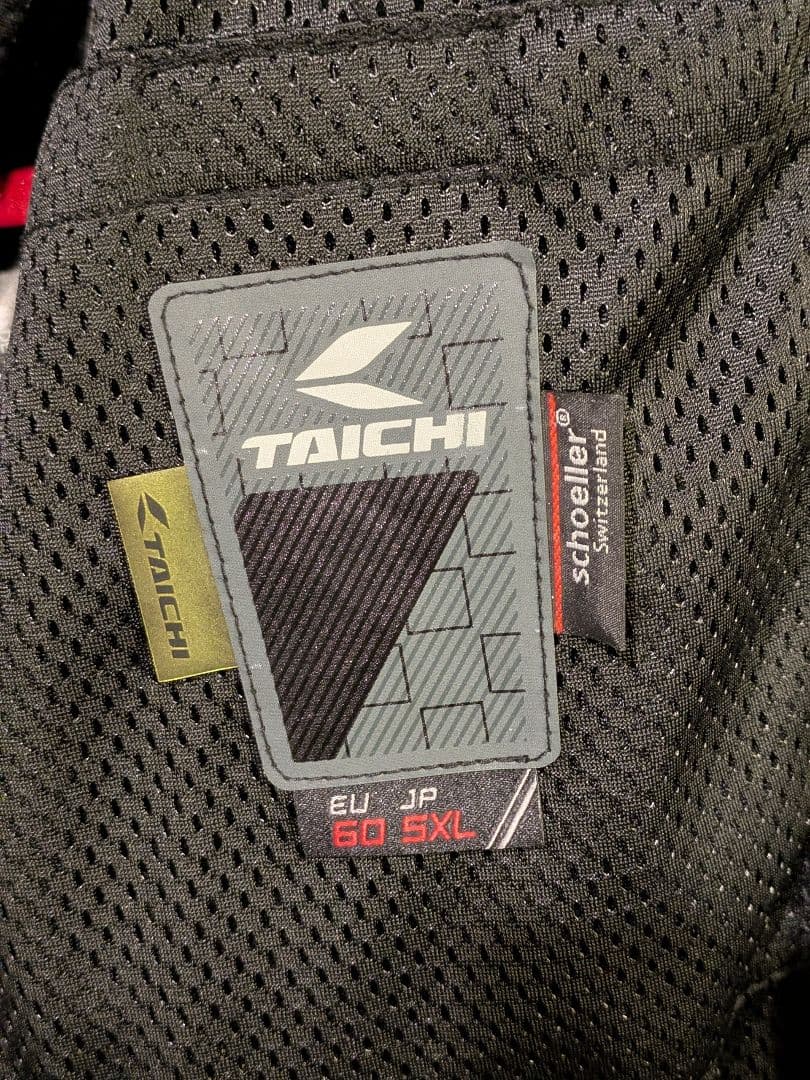 TAICHI
TAICHI
schoeller®
Switzerland
EU JP
60 5XL